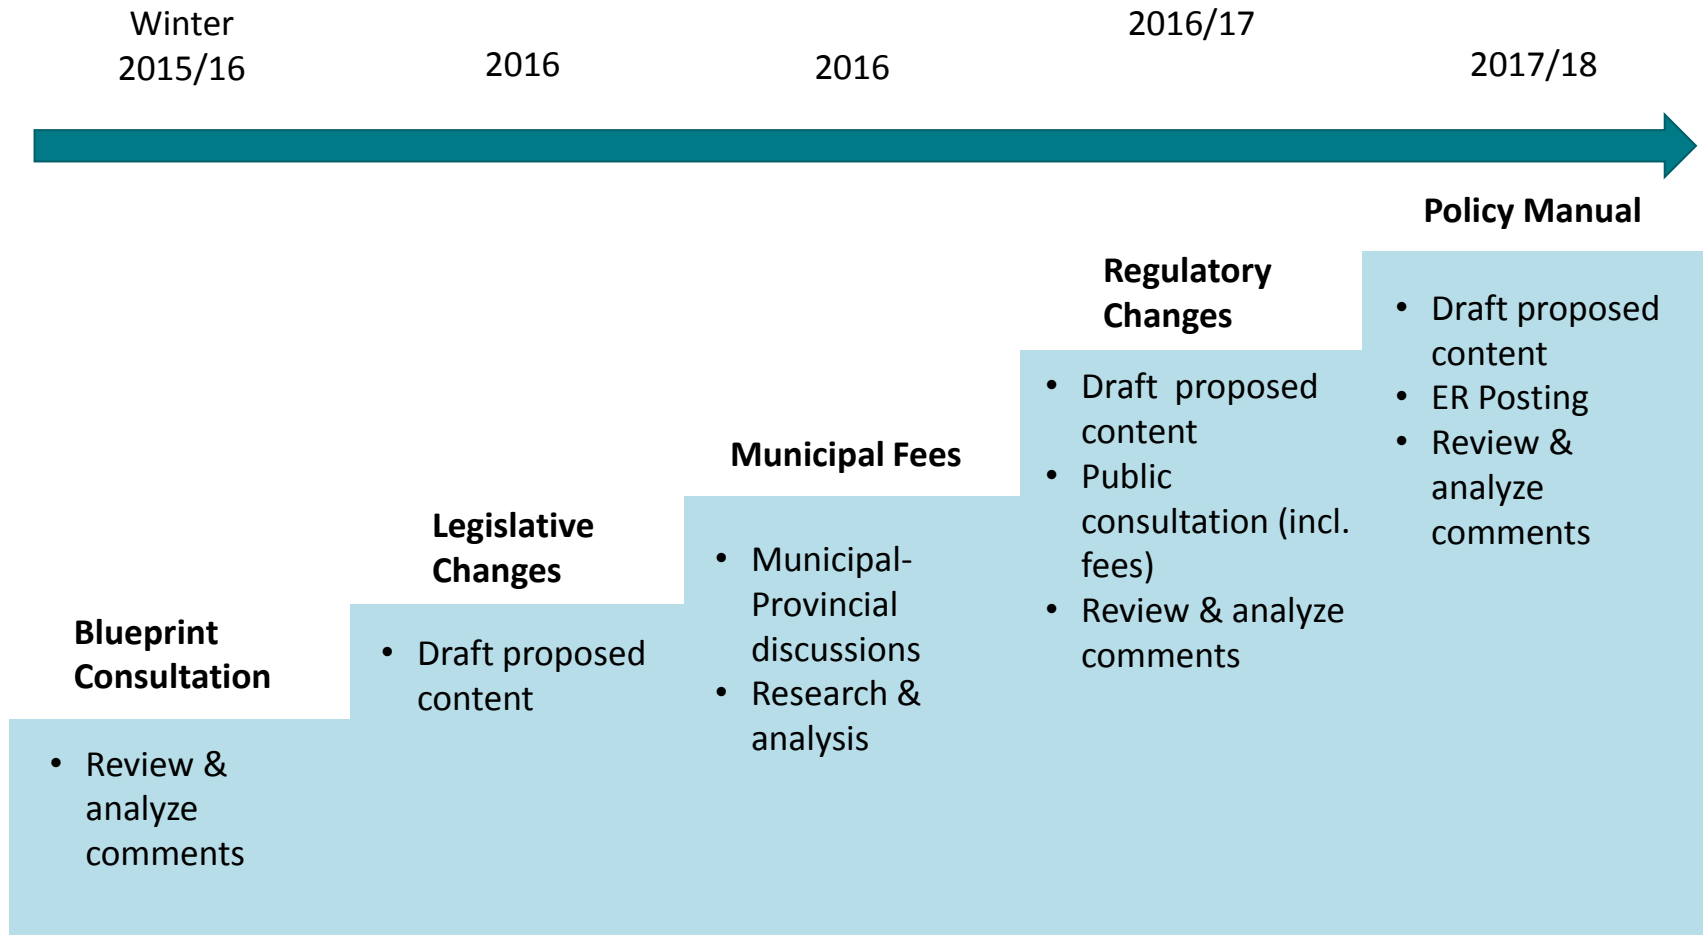 Winter
2015/16
2016
2016
2016/17
2017/18
Blueprint
Consultation
• Review &
analyze
comments
Legislative
Changes
• Draft proposed
content
Municipal Fees
• Municipal-
Provincial
discussions
• Research &
analysis
Regulatory
Changes
• Draft proposed
content
• Public
consultation (incl.
fees)
• Review & analyze
comments
Policy Manual
• Draft proposed
content
• ER Posting
• Review &
analyze
comments